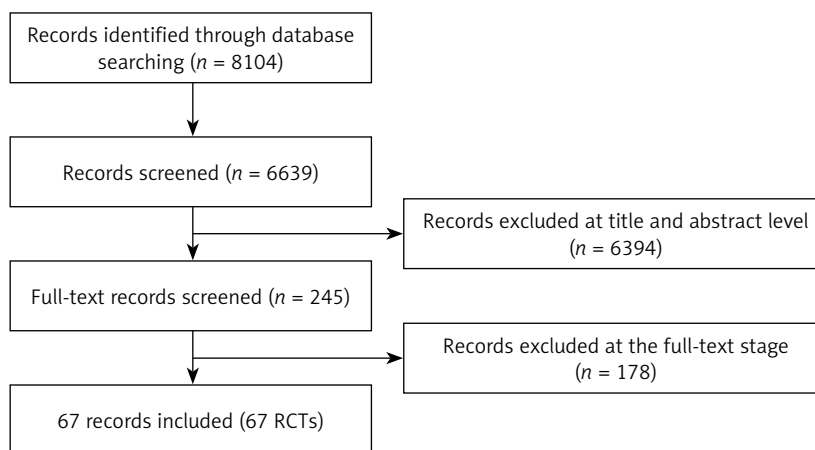 Records identified through database
searching (n = 8104)
Records screened (n = 6639)
Records excluded at title and abstract level
(n = 6394)
Full-text records screened (n = 245)
Records excluded at the full-text stage
(n = 178)
67 records included (67 RCTs)